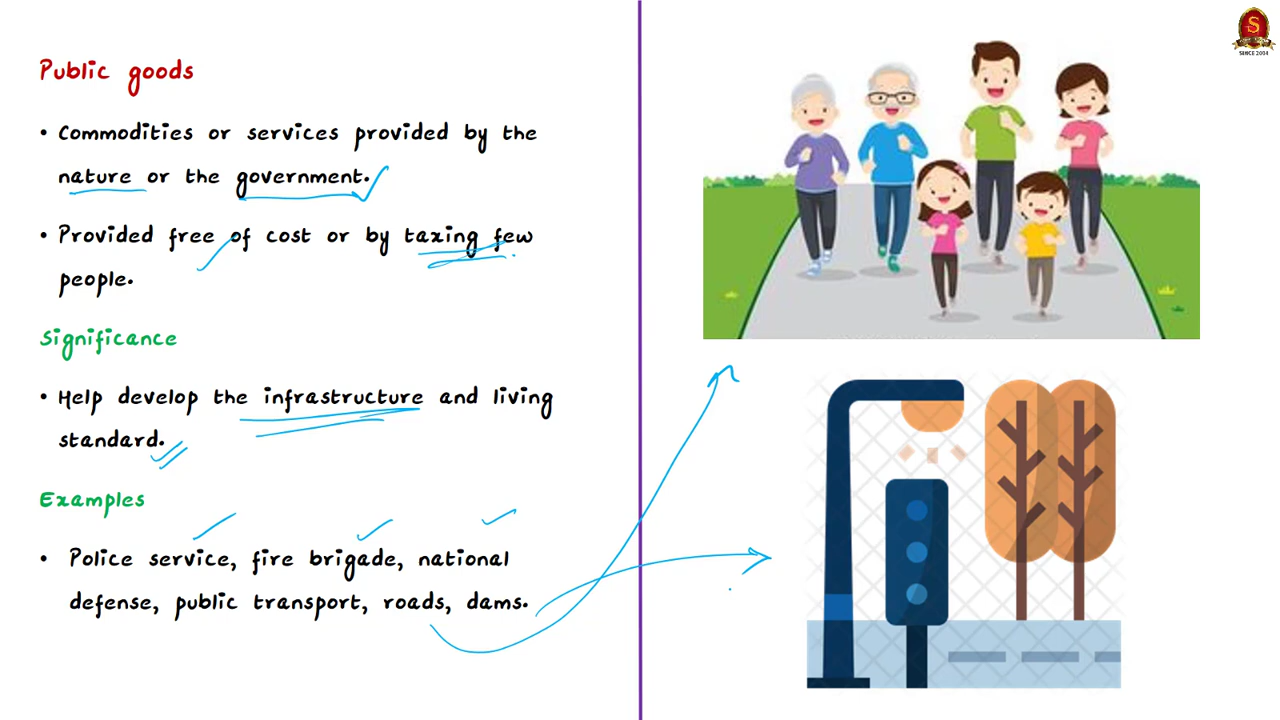 Public goods
• Commodities or services provided by the
nature or the government.
• Provided free of cost or by taxing few
people.
Significance
• Help develop the infrastructure and living
standard.
Examples
• Police service, fire brigade, national
defense, public transport, roads, dams.
S
SINCE 2004